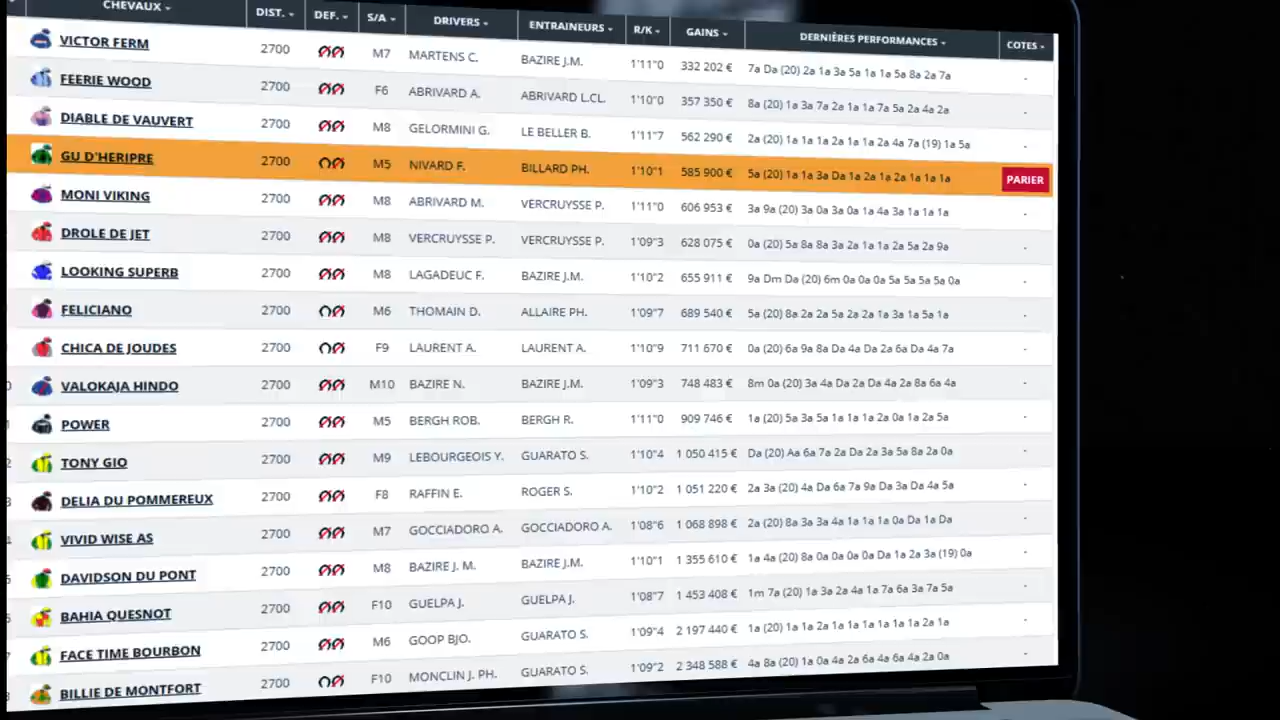 CHEVAUX DIST. DEF. S/A DRIVERS ENTRAINEURS R/K GAINS DERNIÈRES PERFORMANCES COTES
VICTOR FERM 2700 M7 MARTENS C. BAZIRE J.M. 1'11"0 332 202 € 7a Da (20) 2a 1a 3a 5a 1a 1a 5a 8a 2a 7a -
FEERIE WOOD 2700 F6 ABRIVARD A. ABRIVARD L.CL. 1'10"0 357 350 € 8a (20) 1a 3a 7a 2a 1a 1a 7a 5a 2a 4a 2a -
DIABLE DE VAUVERT 2700 M8 GELORMINI G. LE BELLER B. 1'11"7 562 290 € 2a (20) 1a 1a 1a 2a 1a 1a 2a 4a 7a (19) 1a 5a -
GU D'HERIPRE 2700 M5 NIVARD F. BILLARD PH. 1'10"1 585 900 € 5a (20) 1a 1a 3a Da 1a 2a 1a 2a 1a 1a 1a PARIER
MONI VIKING 2700 M8 ABRIVARD M. VERCRUYSSE P. 1'11"0 606 953 € 3a 9a (20) 3a 0a 3a 0a 1a 4a 3a 1a 1a 1a -
DROLE DE JET 2700 M8 VERCRUYSSE P. VERCRUYSSE P. 1'09"3 628 075 € 0a (20) 5a 8a 8a 3a 2a 1a 1a 2a 5a 2a 9a -
LOOKING SUPERB 2700 M8 LAGADEUC F. BAZIRE J.M. 1'10"2 655 911 € 9a Dm Da (20) 6m 0a 0a 0a 5a 5a 5a 5a 0a -
FELICIANO 2700 M6 THOMAIN D. ALLAIRE PH. 1'09"7 689 540 € 5a (20) 8a 2a 2a 5a 2a 2a 1a 3a 1a 5a 1a -
CHICA DE JOUDES 2700 F9 LAURENT A. LAURENT A. 1'10"9 711 670 € 0a (20) 6a 9a 8a Da 4a Da 2a 6a Da 4a 7a -
0 VALOKAJA HINDO 2700 M10 BAZIRE N. BAZIRE J.M. 1'09"3 748 483 € 8m 0a (20) 3a 4a Da 2a Da 4a 2a 8a 6a 4a -
POWER 2700 M5 BERGH ROB. BERGH R. 1'11"0 909 746 € 1a (20) 5a 3a 5a 1a 1a 1a 2a 0a 1a 2a 5a -
2 TONY GIO 2700 M9 LEBOURGEOIS Y. GUARATO S. 1'10"4 1 050 415 € Da (20) Aa 6a 7a 2a Da 2a 3a 5a 8a 2a 0a -
3 DELIA DU POMMEREUX 2700 F8 RAFFIN E. ROGER S. 1'10"2 1 051 220 € 2a 3a (20) 4a Da 6a 7a 9a Da 3a Da 4a 5a -
VIVID WISE AS 2700 M7 GOCCIADORO A. GOCCIADORO A. 1'08"6 1 068 898 € 2a (20) 8a 3a 3a 4a 1a 1a 1a 0a Da 1a Da -
DAVIDSON DU PONT 2700 M8 BAZIRE J. M. BAZIRE J.M. 1'10"1 1 355 610 € 1a 4a (20) 8a 0a 0a 0a 0a Da 1a 2a 3a (19) 0a -
BAHIA QUESNOT 2700 F10 GUELPA J. GUELPA J. 1'08"7 1 453 408 € 1m 7a (20) 1a 3a 2a 4a 1a 7a 6a 3a 7a 5a -
FACE TIME BOURBON 2700 M6 GOOP BJO. GUARATO S. 1'09"4 2 197 440 € 1a (20) 1a 1a 2a 1a 1a 1a 1a 1a 1a 2a 1a -
BILLIE DE MONTFORT 2700 F10 MONCLIN J. PH. GUARATO S. 1'09"2 2 348 588 € 4a 8a (20) 1a 0a 4a 2a 6a 4a 6a 4a 2a 0a -